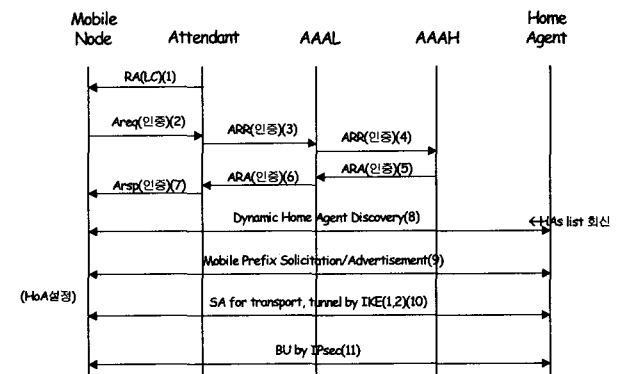 Mobile Node
Attendant
AAAL
AAAH
Home Agent
RA(LC)(1)
Areq(인증)(2)
ARR(인증)(3)
ARR(인증)(4)
ARA(인증)(5)
ARA(인증)(6)
Arsp(인증)(7)
Dynamic Home Agent Discovery(8)
←HAs list 회신
Mobile Prefix Solicitation/Advertisement(9)
(HoA설정)
SA for transport, tunnel by IKE(1,2)(10)
BU by IPsec(11)